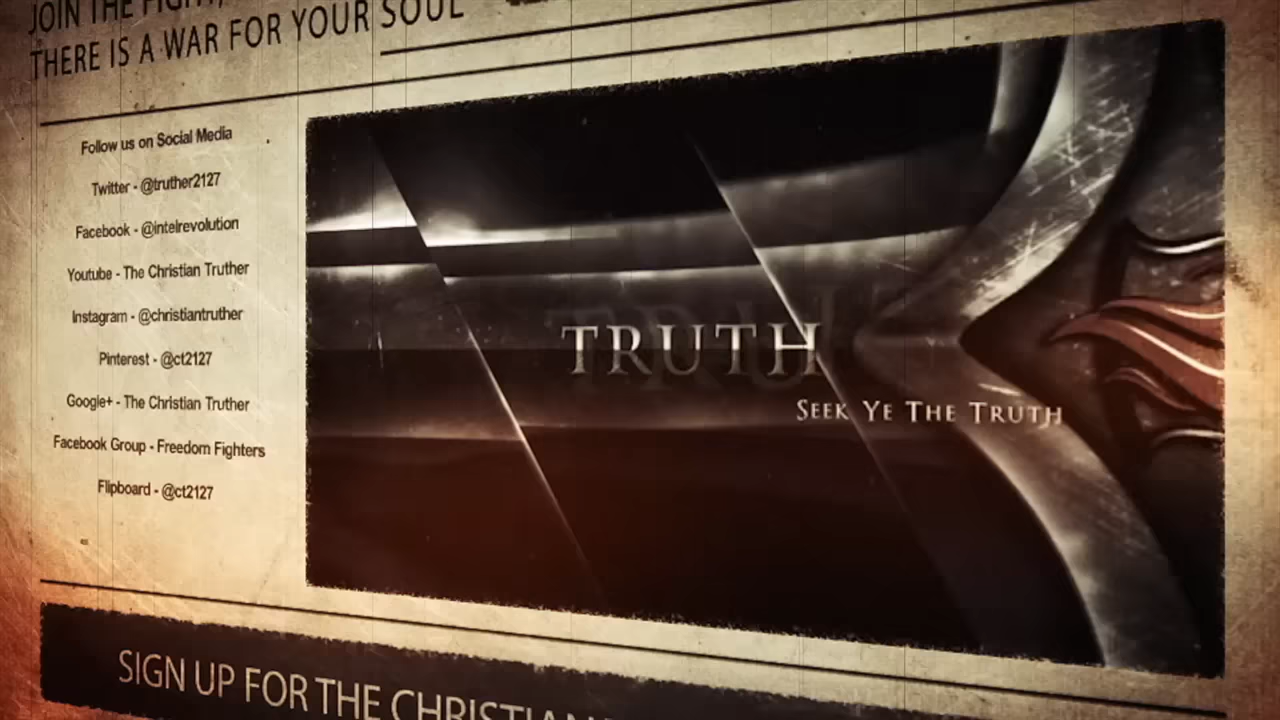 JOIN THE FIGHT,
THERE IS A WAR FOR YOUR SOUL
Follow us on Social Media
Twitter - @truther2127
Facebook - @intelrevolution
Youtube - The Christian Truther
Instagram - @christiantruther
Pinterest - @ct2127
Google+ - The Christian Truther
Facebook Group - Freedom Fighters
Flipboard - @ct2127
TRUTH
SEEK YE THE TRUTH
SIGN UP FOR THE CHRISTIAN